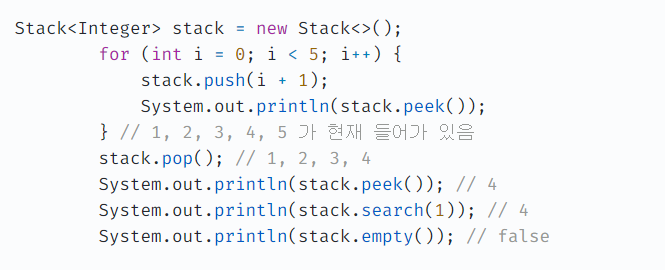 Stack<Integer> stack = new Stack<>();
for (int i = 0; i < 5; i++) {
stack.push(i + 1);
System.out.println(stack.peek());
} // 1, 2, 3, 4, 5 가 현재 들어가 있음
stack.pop(); // 1, 2, 3, 4
System.out.println(stack.peek()); // 4
System.out.println(stack.search(1)); // 4
System.out.println(stack.empty()); // false